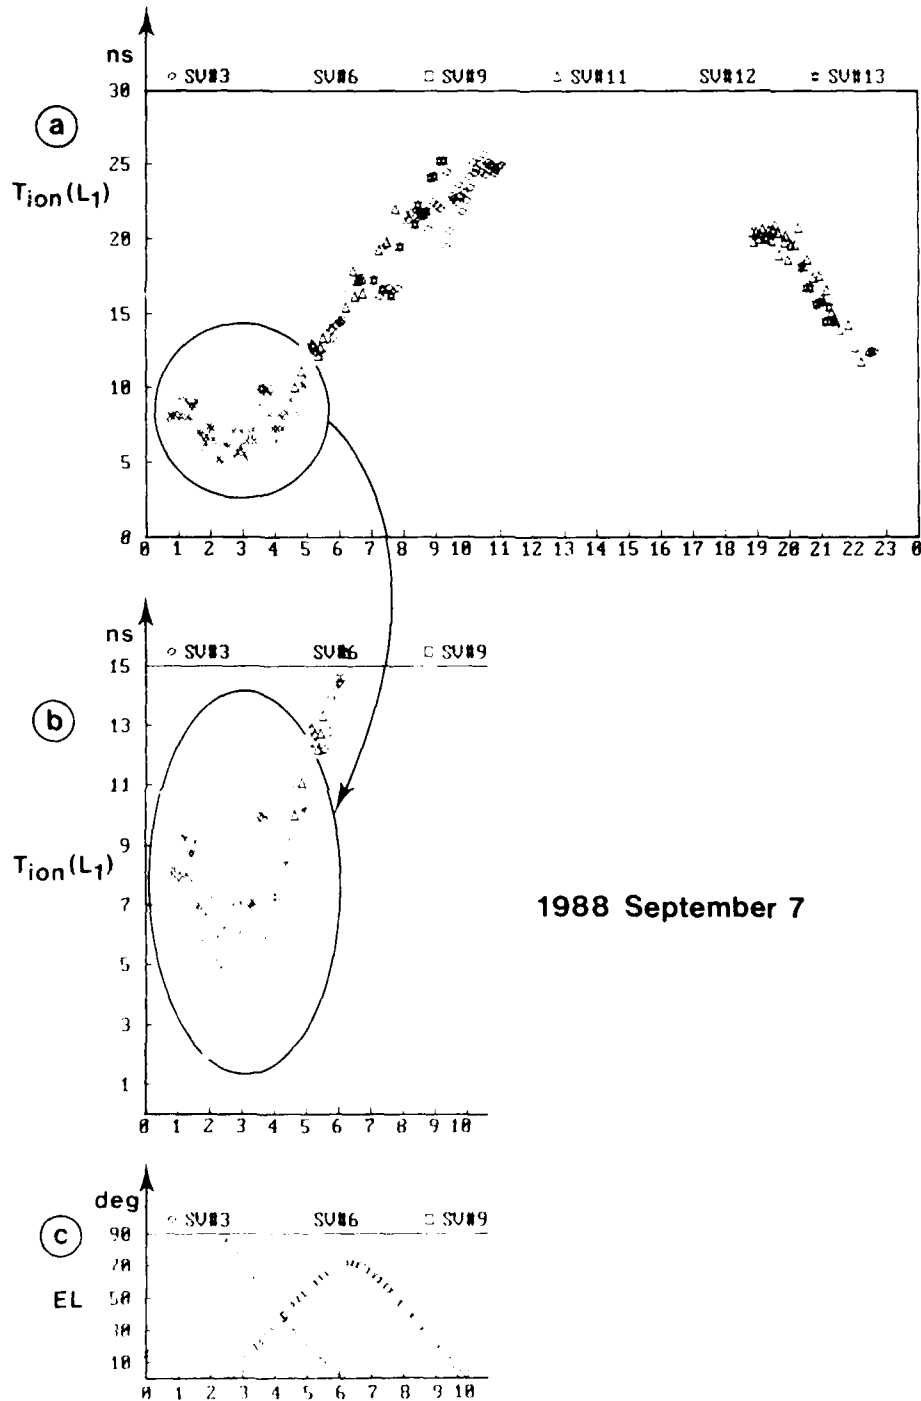 ns
SV#3 SV#6 SV#9 SV#11 SV#12 SV#13
30
a
25
Tion(L1)
20
15
10
5
0
0 1 2 3 4 5 6 7 8 9 10 11 12 13 14 15 16 17 18 19 20 21 22 23 0
ns
SV#3 SV#6 SV#9
15
b
13
11
9
Tion(L1)
7
1988 September 7
5
3
1
0 1 2 3 4 5 6 7 8 9 10
deg
SV#3 SV#6 SV#9
c
90
70
EL 50
30
10
0 1 2 3 4 5 6 7 8 9 10